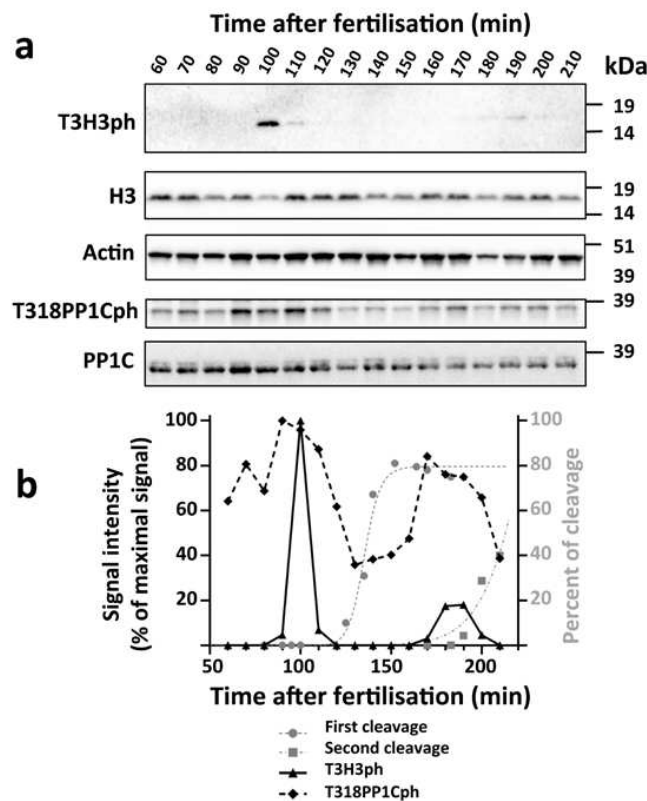 Time after fertilisation (min)
a
60 70 80 90 100 110 120 130 140 150 160 170 180 190 200 210
kDa
T3H3ph
19
14
H3
19
14
Actin
51
39
T318PP1Cph
39
PP1C
39
b
Signal intensity
(% of maximal signal)
100
80
60
40
20
100
80
60
40
20
0
Percent of cleavage
50 100 150 200
Time after fertilisation (min)
First cleavage
Second cleavage
T3H3ph
T318PP1Cph